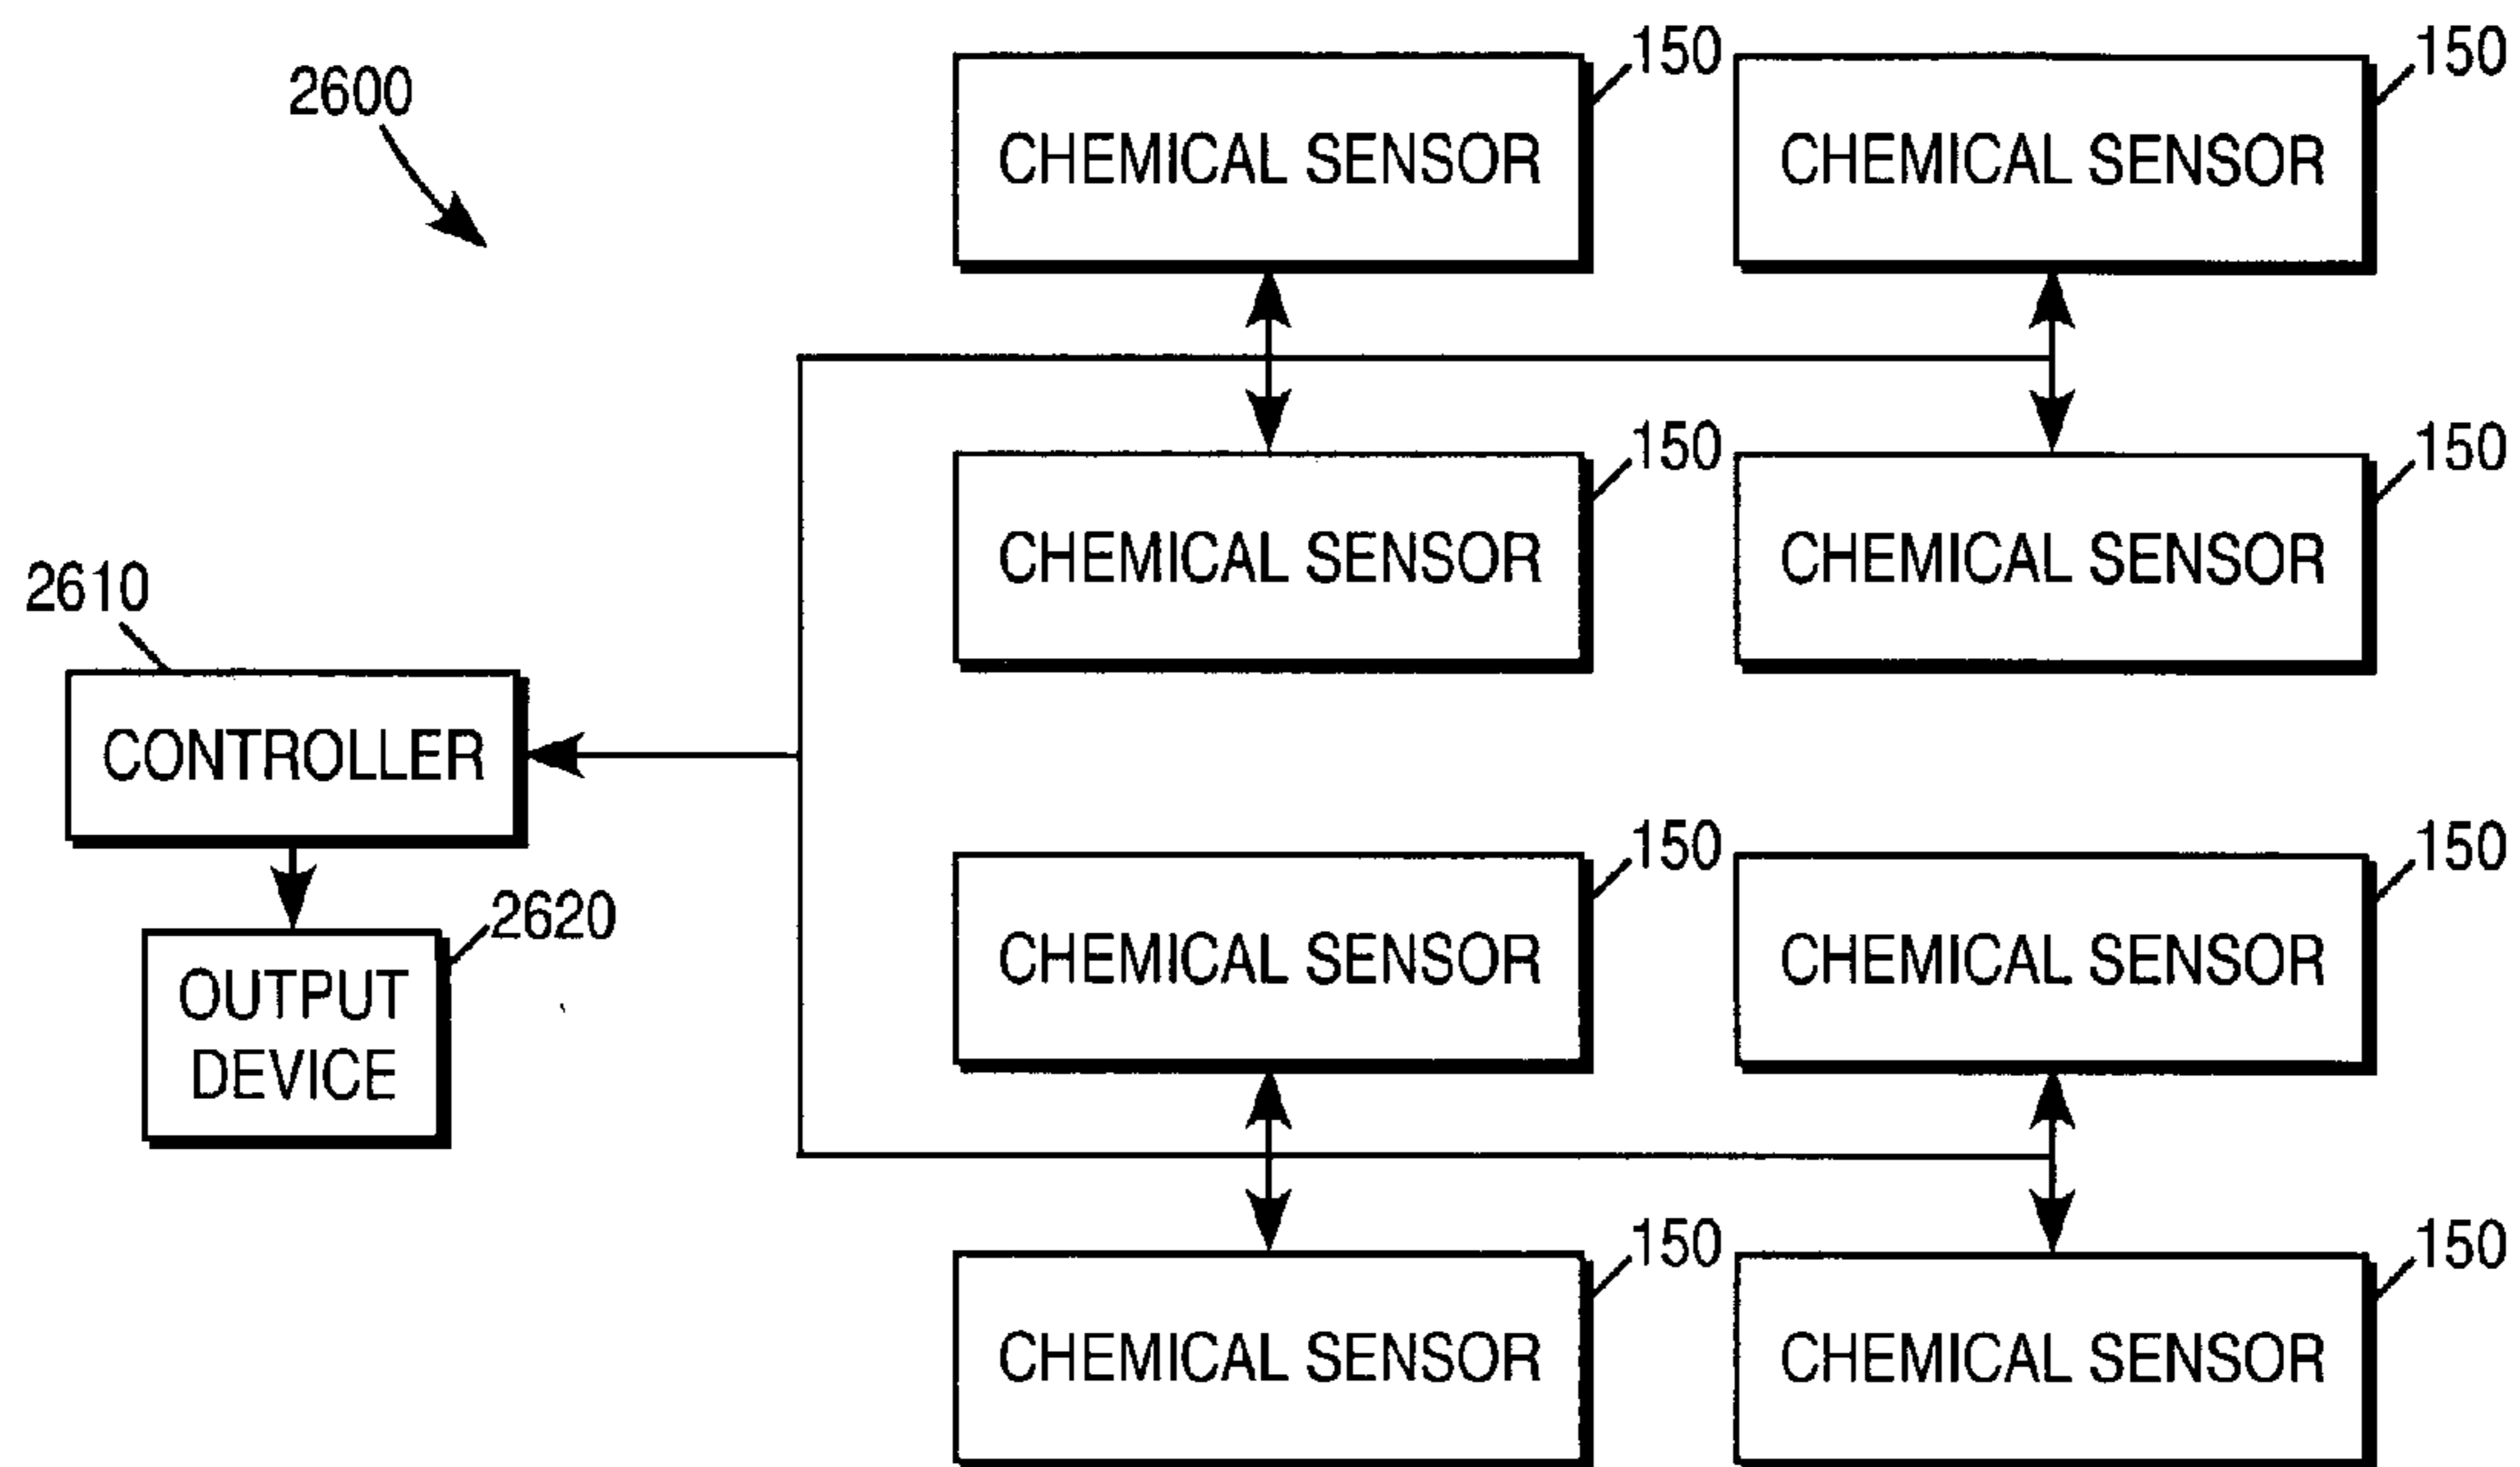 2600
150
150
CHEMICAL SENSOR
CHEMICAL SENSOR
150
150
CHEMICAL SENSOR
CHEMICAL SENSOR
2610
CONTROLLER
150
150
CHEMICAL SENSOR
CHEMICAL SENSOR
2620
OUTPUT
DEVICE
150
150
CHEMICAL SENSOR
CHEMICAL SENSOR